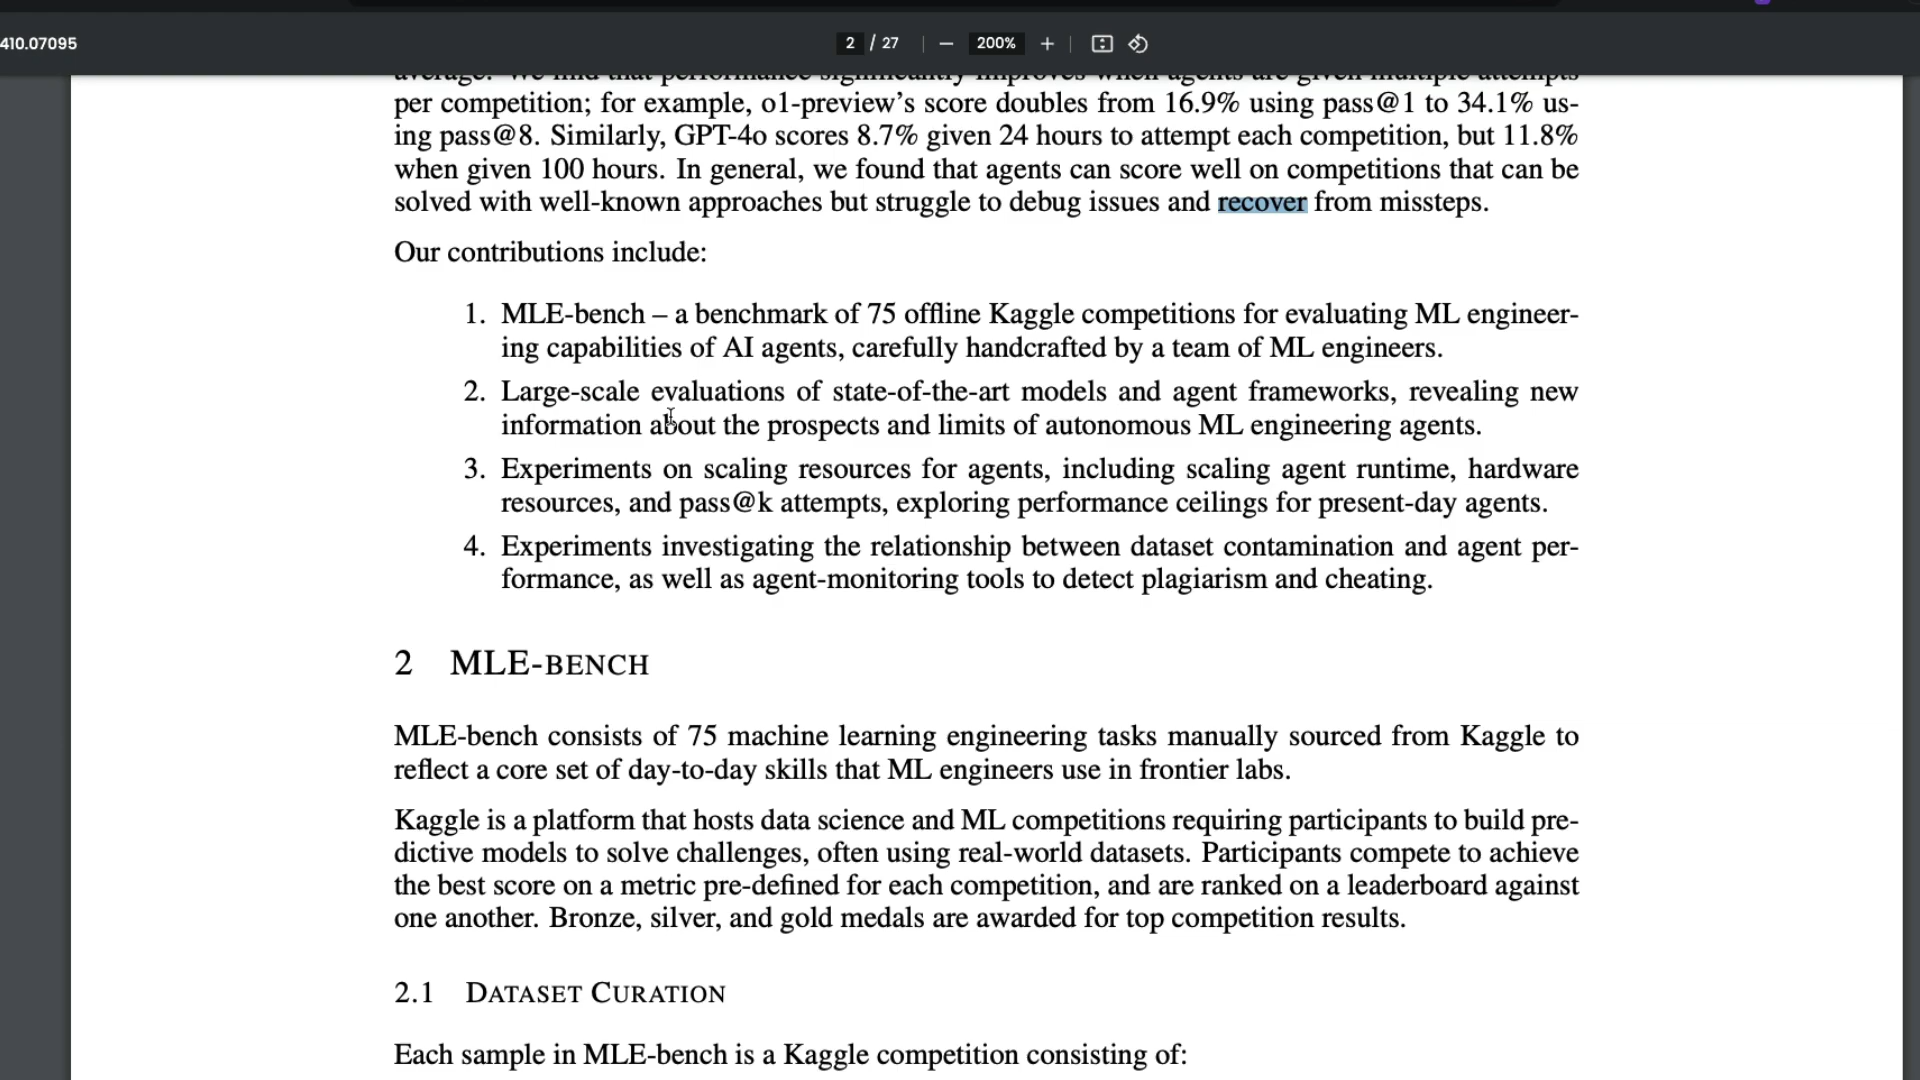 410.07095
2 / 27
200%
average. We find that performance significantly improves when agents are given multiple attempts
per competition; for example, o1-preview’s score doubles from 16.9% using pass@1 to 34.1% us-
ing pass@8. Similarly, GPT-4o scores 8.7% given 24 hours to attempt each competition, but 11.8%
when given 100 hours. In general, we found that agents can score well on competitions that can be
solved with well-known approaches but struggle to debug issues and recover from missteps.
Our contributions include:
1. MLE-bench – a benchmark of 75 offline Kaggle competitions for evaluating ML engineer-
ing capabilities of AI agents, carefully handcrafted by a team of ML engineers.
2. Large-scale evaluations of state-of-the-art models and agent frameworks, revealing new
information about the prospects and limits of autonomous ML engineering agents.
3. Experiments on scaling resources for agents, including scaling agent runtime, hardware
resources, and pass@k attempts, exploring performance ceilings for present-day agents.
4. Experiments investigating the relationship between dataset contamination and agent per-
formance, as well as agent-monitoring tools to detect plagiarism and cheating.
2 MLE-BENCH
MLE-bench consists of 75 machine learning engineering tasks manually sourced from Kaggle to
reflect a core set of day-to-day skills that ML engineers use in frontier labs.
Kaggle is a platform that hosts data science and ML competitions requiring participants to build pre-
dictive models to solve challenges, often using real-world datasets. Participants compete to achieve
the best score on a metric pre-defined for each competition, and are ranked on a leaderboard against
one another. Bronze, silver, and gold medals are awarded for top competition results.
2.1 DATASET CURATION
Each sample in MLE-bench is a Kaggle competition consisting of: